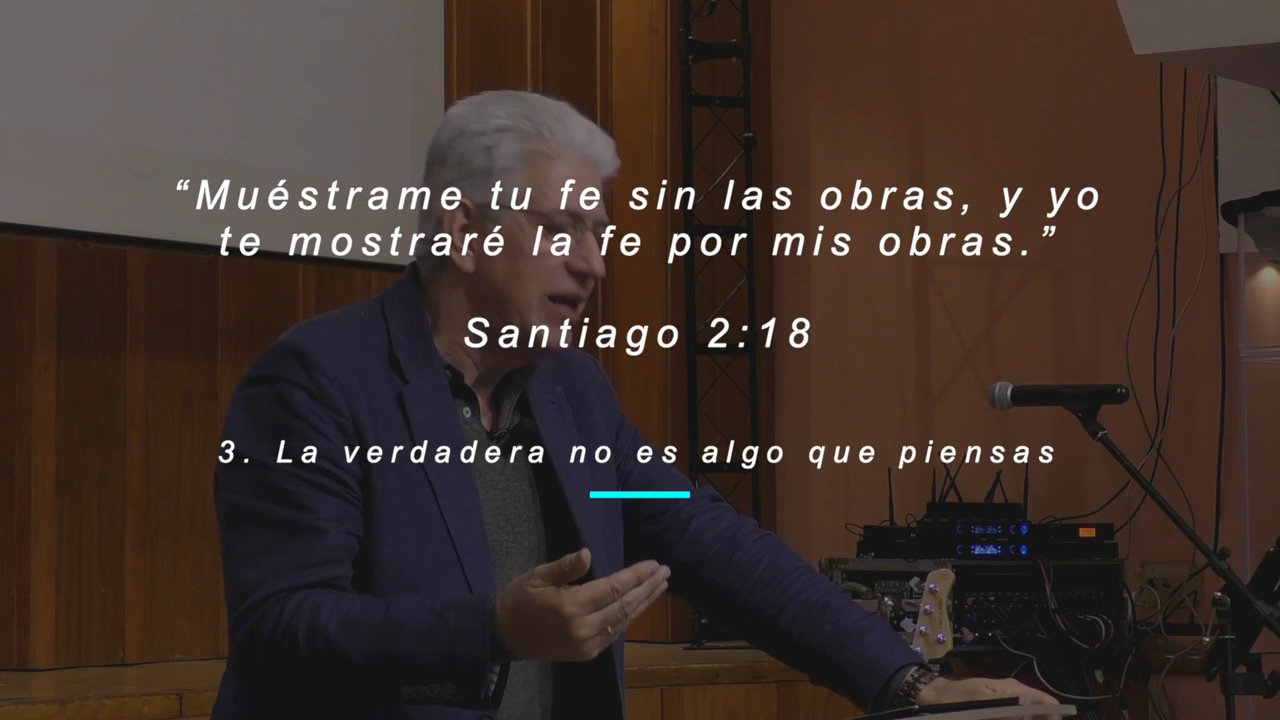 “Muéstrame tu fe sin las obras, y yo
te mostraré la fe por mis obras.”
Santiago 2:18
3. La verdadera no es algo que piensas